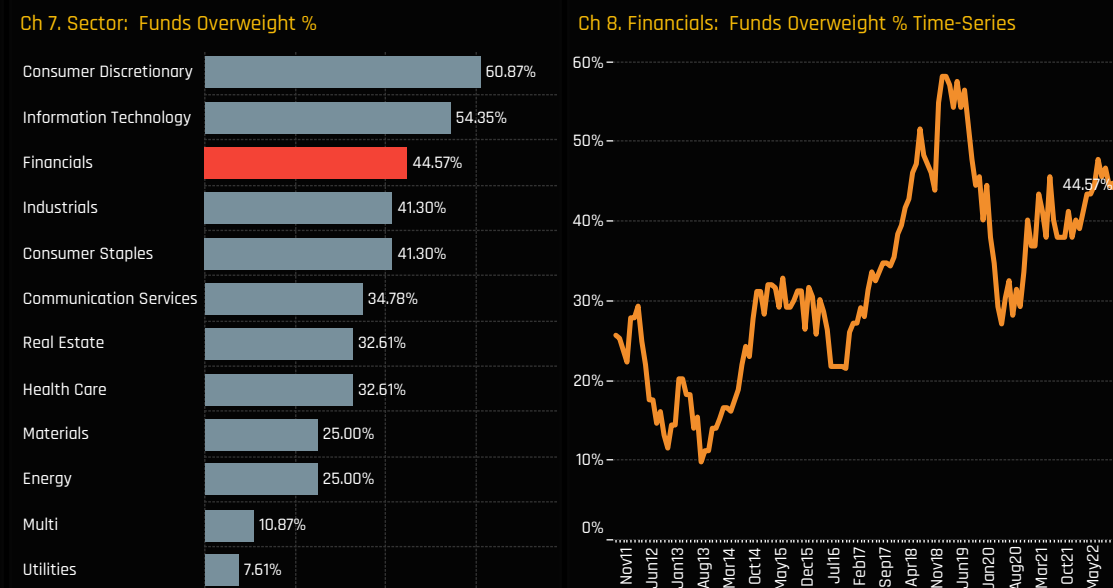 Ch 7. Sector: Funds Overweight %
Consumer Discretionary 60.87%
Information Technology 54.35%
Financials 44.57%
Industrials 41.30%
Consumer Staples 41.30%
Communication Services 34.78%
Real Estate 32.61%
Health Care 32.61%
Materials 25.00%
Energy 25.00%
Multi 10.87%
Utilities 7.61%
Ch 8. Financials: Funds Overweight % Time-Series
60%
50%
44.57%
40%
30%
20%
10%
0%
Nov11
Jun12
Jan13
Aug13
Mar14
Oct14
May15
Dec15
Jul16
Feb17
Sep17
Apr18
Nov18
Jun19
Jan20
Aug20
Mar21
Oct21
May22